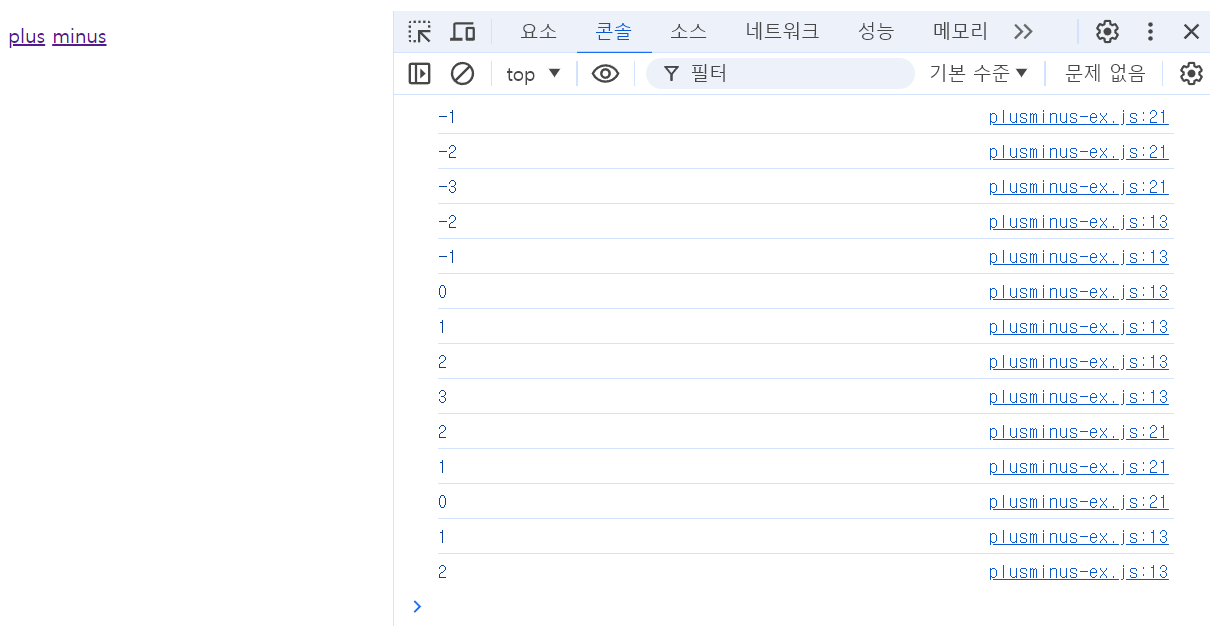 plus minus
요소 콘솔 소스 네트워크 성능 메모리
top 필터 기본 수준 문제 없음
-1 plusminus-ex.js:21
-2 plusminus-ex.js:21
-3 plusminus-ex.js:21
-2 plusminus-ex.js:13
-1 plusminus-ex.js:13
0 plusminus-ex.js:13
1 plusminus-ex.js:13
2 plusminus-ex.js:13
3 plusminus-ex.js:13
2 plusminus-ex.js:21
1 plusminus-ex.js:21
0 plusminus-ex.js:21
1 plusminus-ex.js:13
2 plusminus-ex.js:13